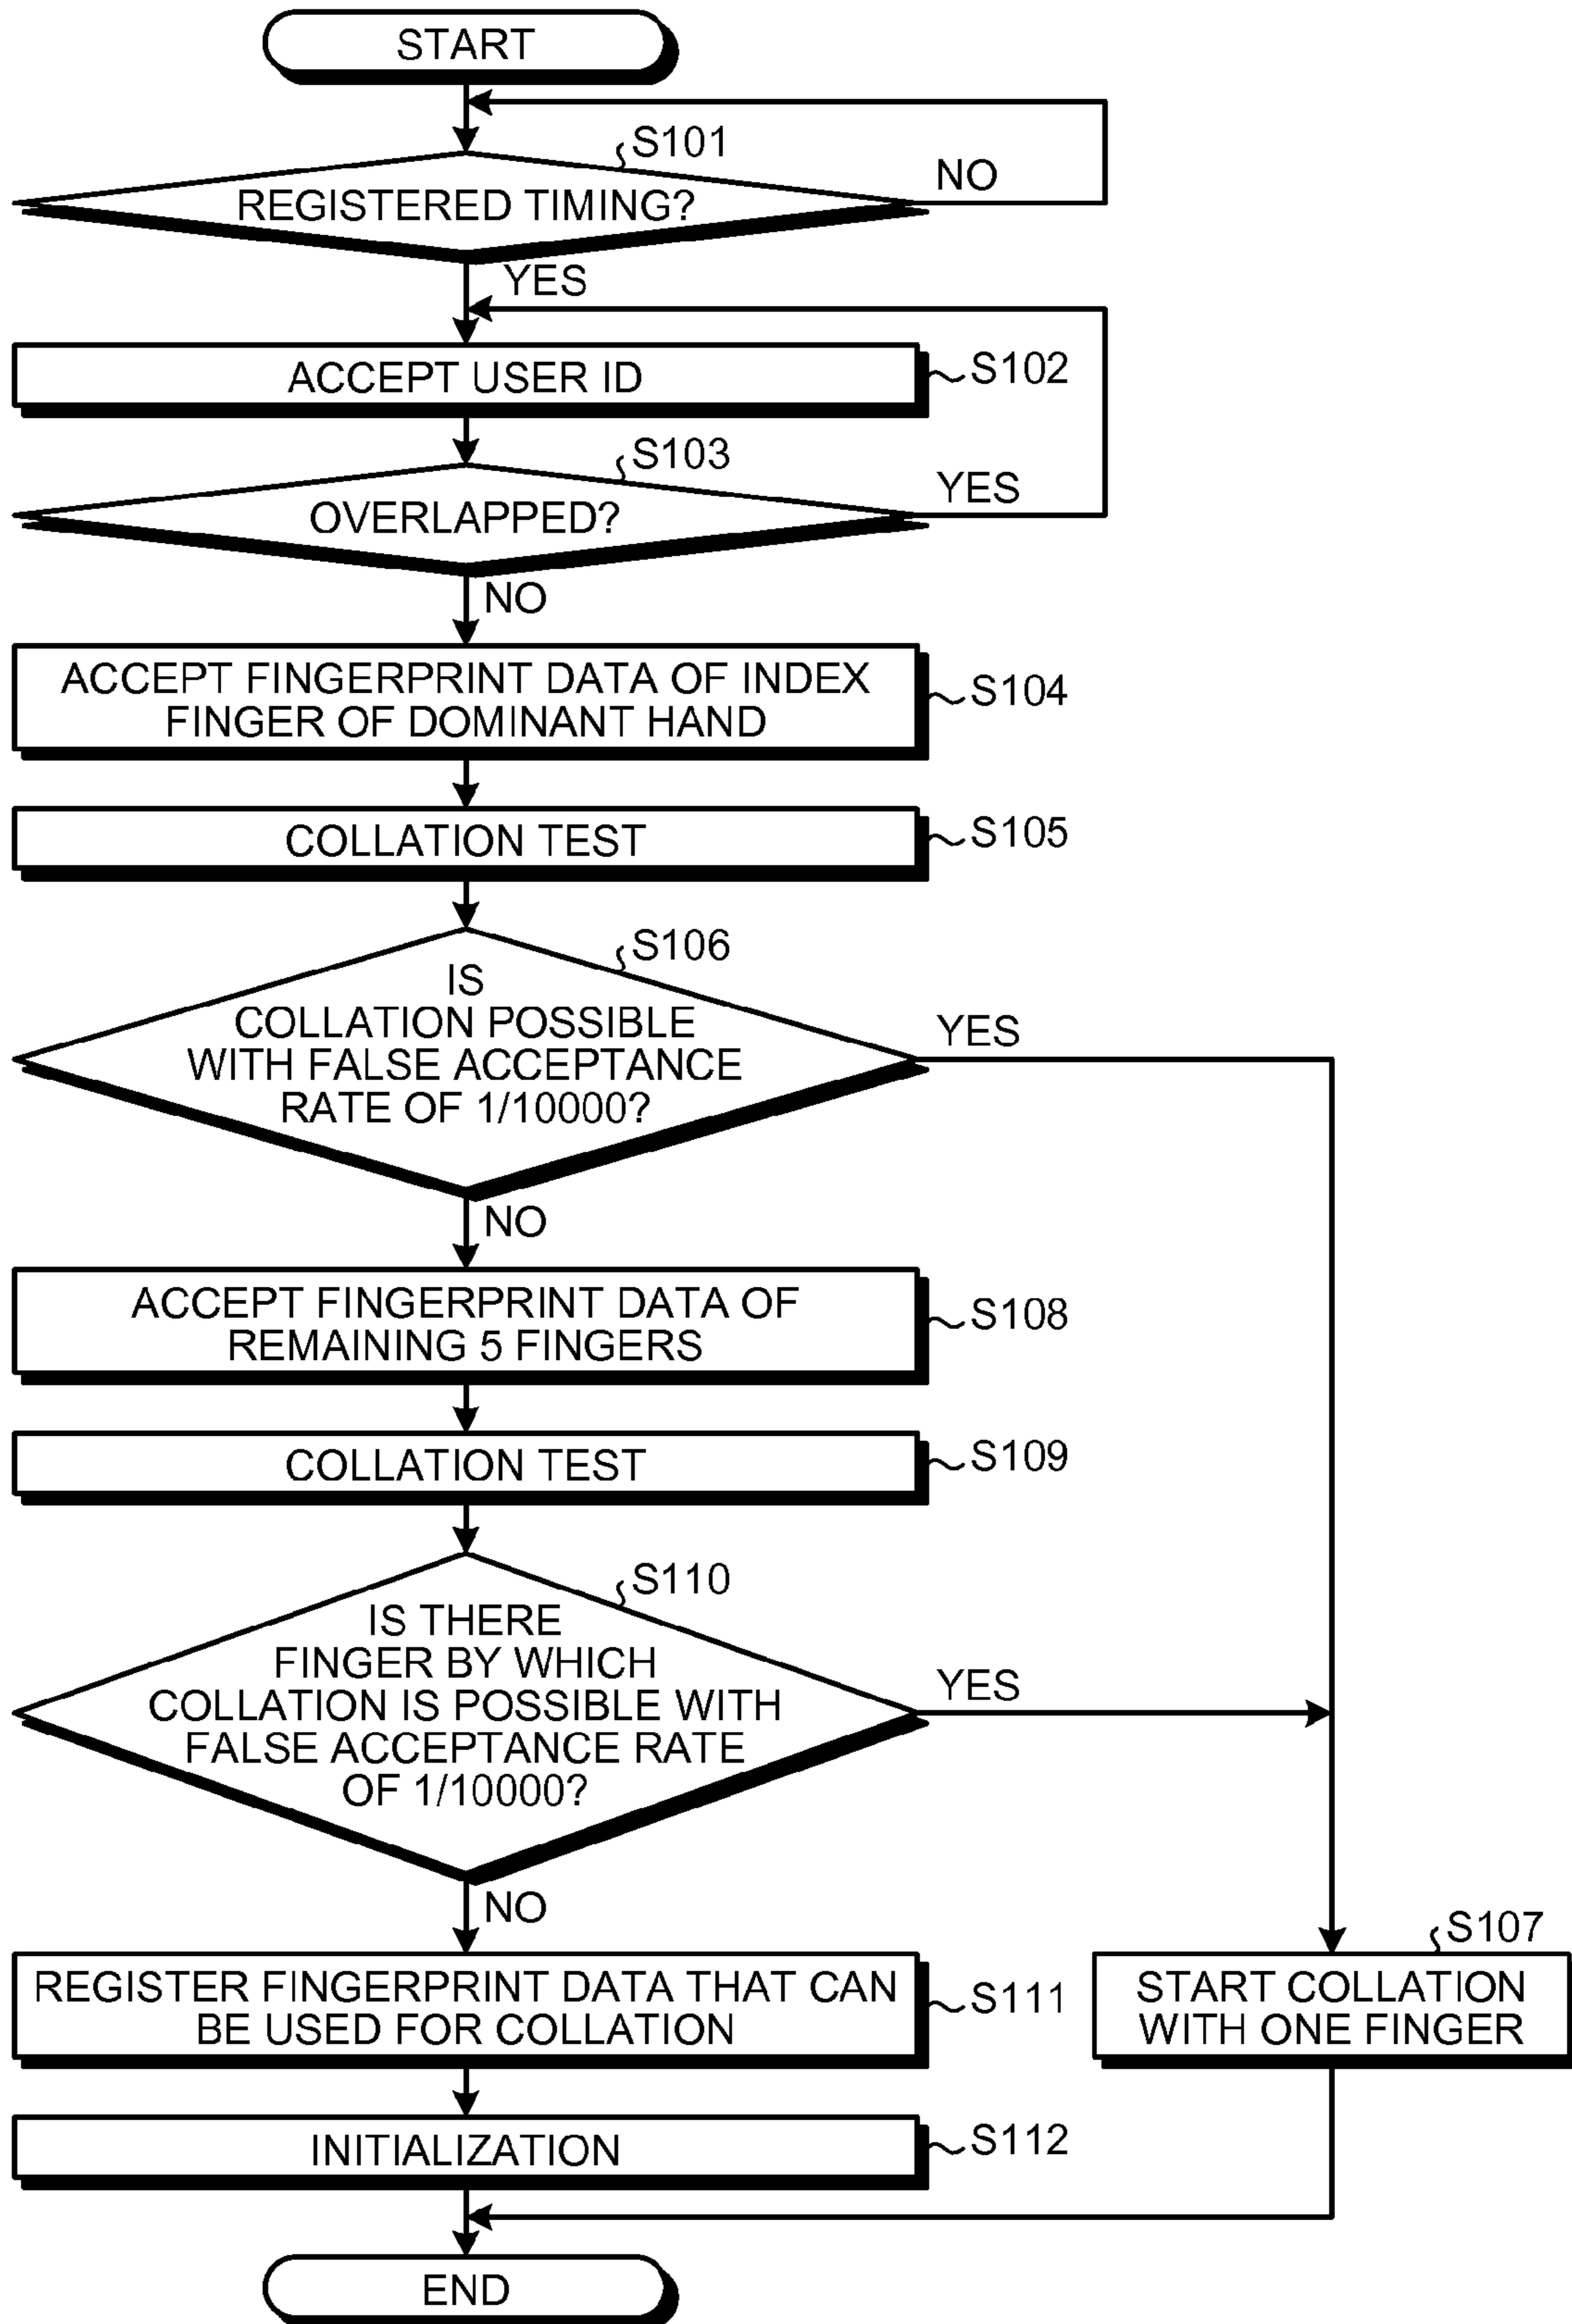 START
S101
REGISTERED TIMING?
NO
YES
ACCEPT USER ID
S102
S103
OVERLAPPED?
YES
NO
ACCEPT FINGERPRINT DATA OF INDEX
FINGER OF DOMINANT HAND
S104
COLLATION TEST
S105
S106
IS
COLLATION POSSIBLE
WITH FALSE ACCEPTANCE
RATE OF 1/10000?
YES
NO
ACCEPT FINGERPRINT DATA OF
REMAINING 5 FINGERS
S108
COLLATION TEST
S109
S110
IS THERE
FINGER BY WHICH
COLLATION IS POSSIBLE WITH
FALSE ACCEPTANCE RATE
OF 1/10000?
YES
NO
REGISTER FINGERPRINT DATA THAT CAN
BE USED FOR COLLATION
S111
S107
START COLLATION
WITH ONE FINGER
INITIALIZATION
S112
END